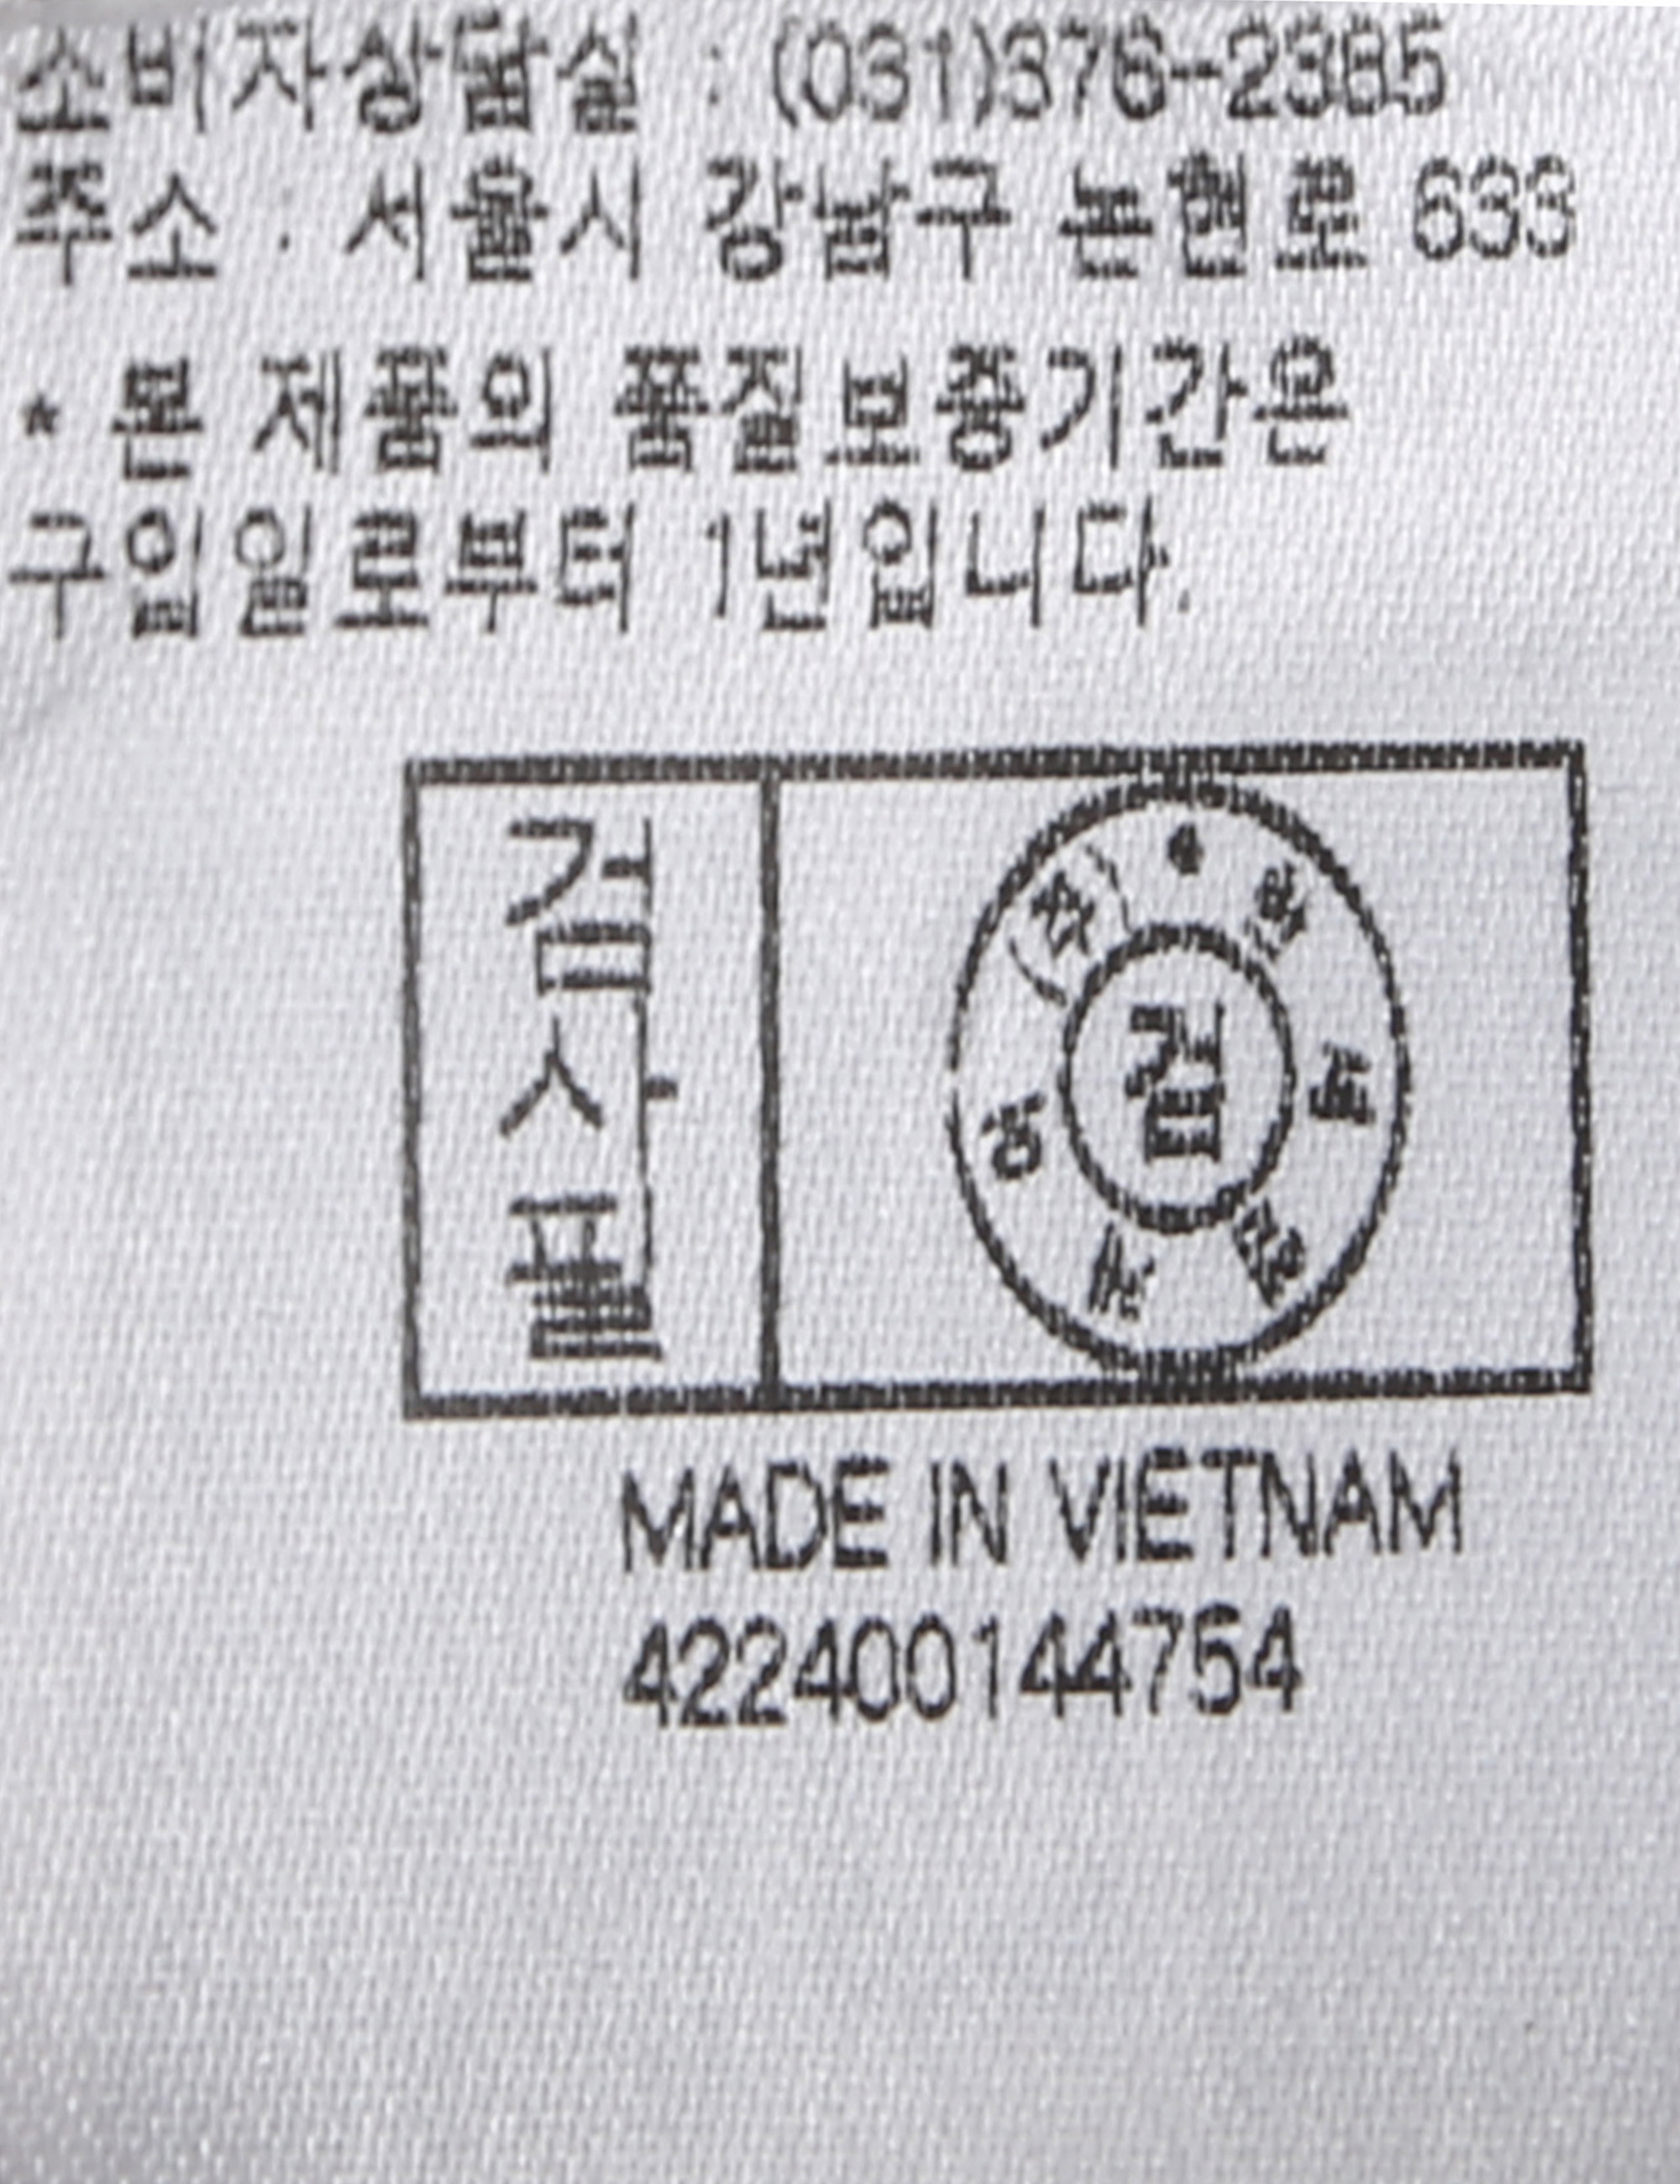 소비자상담실 : (031)376-2385
주소 : 서울시 강남구 논현로 633
* 본 제품의 품질보증기간은
구입일로부터 1년입니다.
검사필
검
MADE IN VIETNAM
422400144754